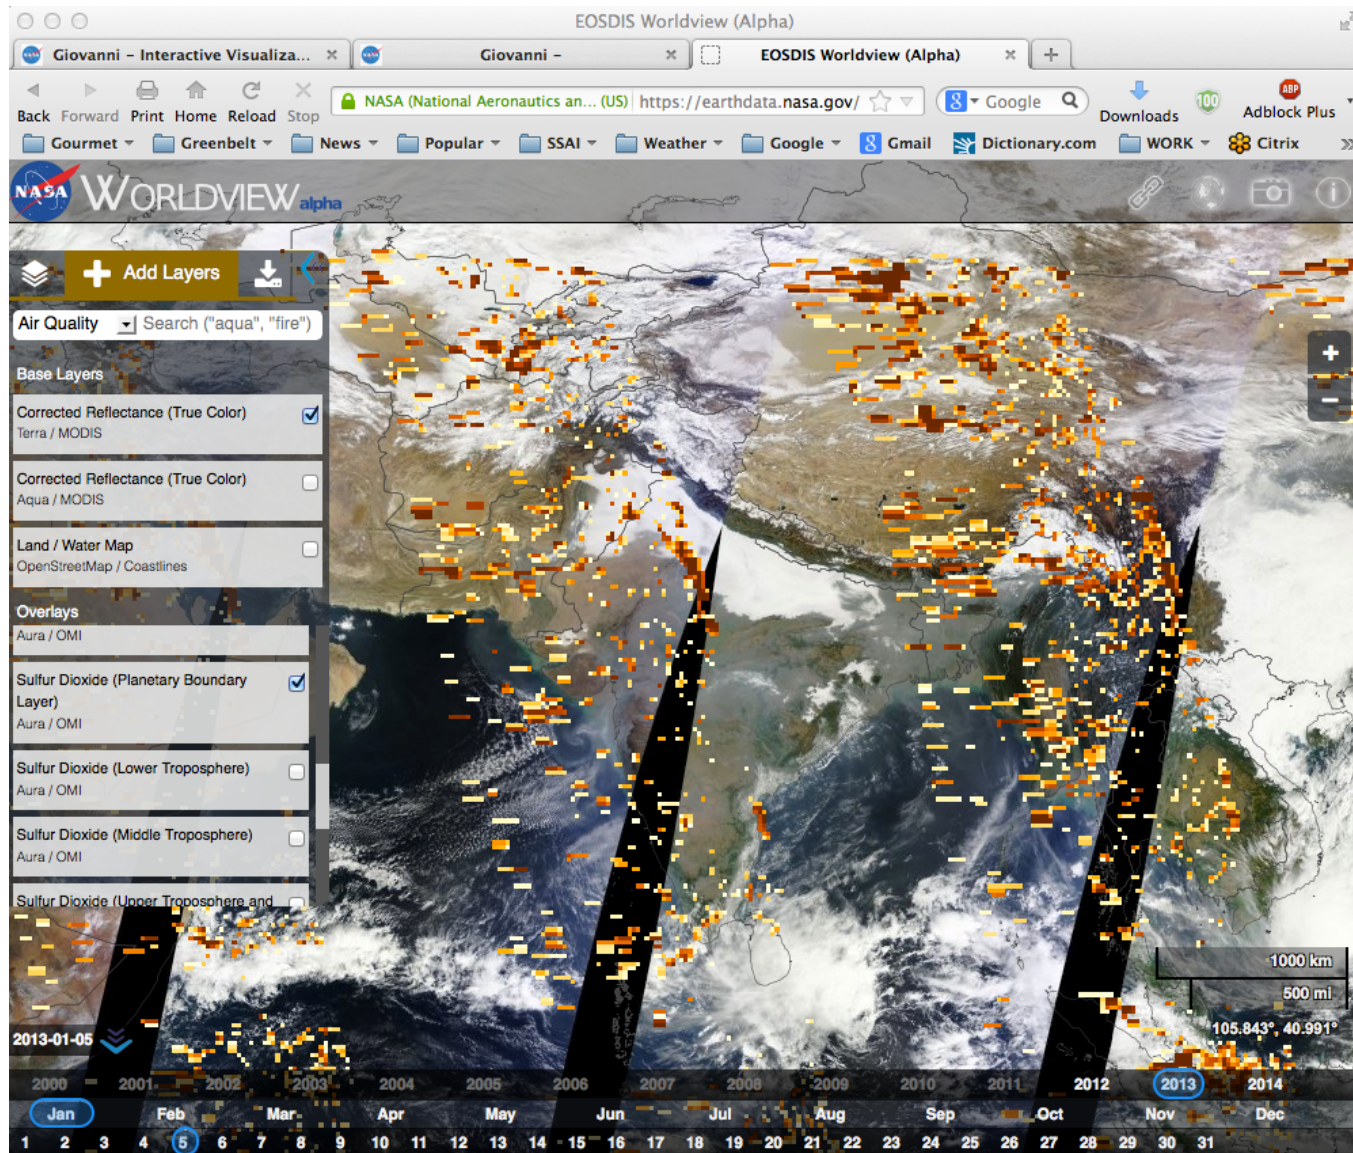 EOSDIS Worldview (Alpha)
Giovanni – Interactive Visualiza...
Giovanni –
EOSDIS Worldview (Alpha)
Back Forward Print Home Reload Stop
NASA (National Aeronautics an... (US) https://earthdata.nasa.gov/
Google
Downloads
100
ABP
Adblock Plus
Gourmet Greenbelt News Popular SSAI Weather Google Gmail Dictionary.com WORK Citrix
NASA WORLDVIEW alpha
Add Layers
Air Quality Search ("aqua", "fire")
Base Layers
Corrected Reflectance (True Color)
Terra / MODIS
Corrected Reflectance (True Color)
Aqua / MODIS
Land / Water Map
OpenStreetMap / Coastlines
Overlays
Aura / OMI
Sulfur Dioxide (Planetary Boundary
Layer)
Aura / OMI
Sulfur Dioxide (Lower Troposphere)
Aura / OMI
Sulfur Dioxide (Middle Troposphere)
Aura / OMI
Sulfur Dioxide (Upper Troposphere and
1000 km
500 mi
105.843°, 40.991°
2013-01-05
2000 2001 2002 2003 2004 2005 2006 2007 2008 2009 2010 2011 2012 2013 2014
Jan Feb Mar Apr May Jun Jul Aug Sep Oct Nov Dec
1 2 3 4 5 6 7 8 9 10 11 12 13 14 15 16 17 18 19 20 21 22 23 24 25 26 27 28 29 30 31